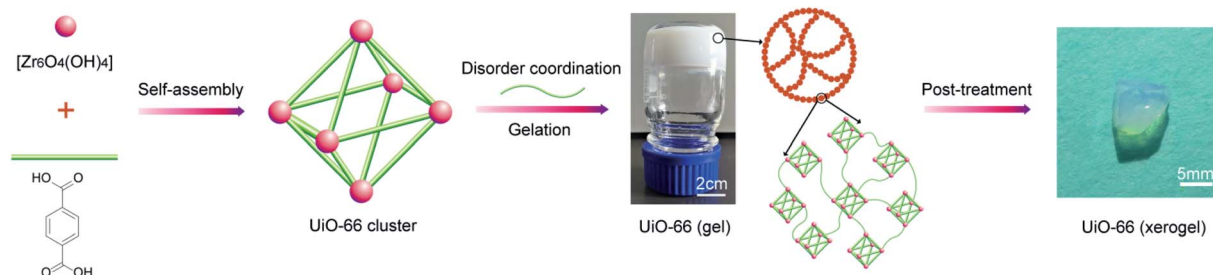 [Zr6O4(OH)4]
+
HO
O
O
OH
Self-assembly
UiO-66 cluster
Disorder coordination
Gelation
2cm
UiO-66 (gel)
Post-treatment
5mm
UiO-66 (xerogel)